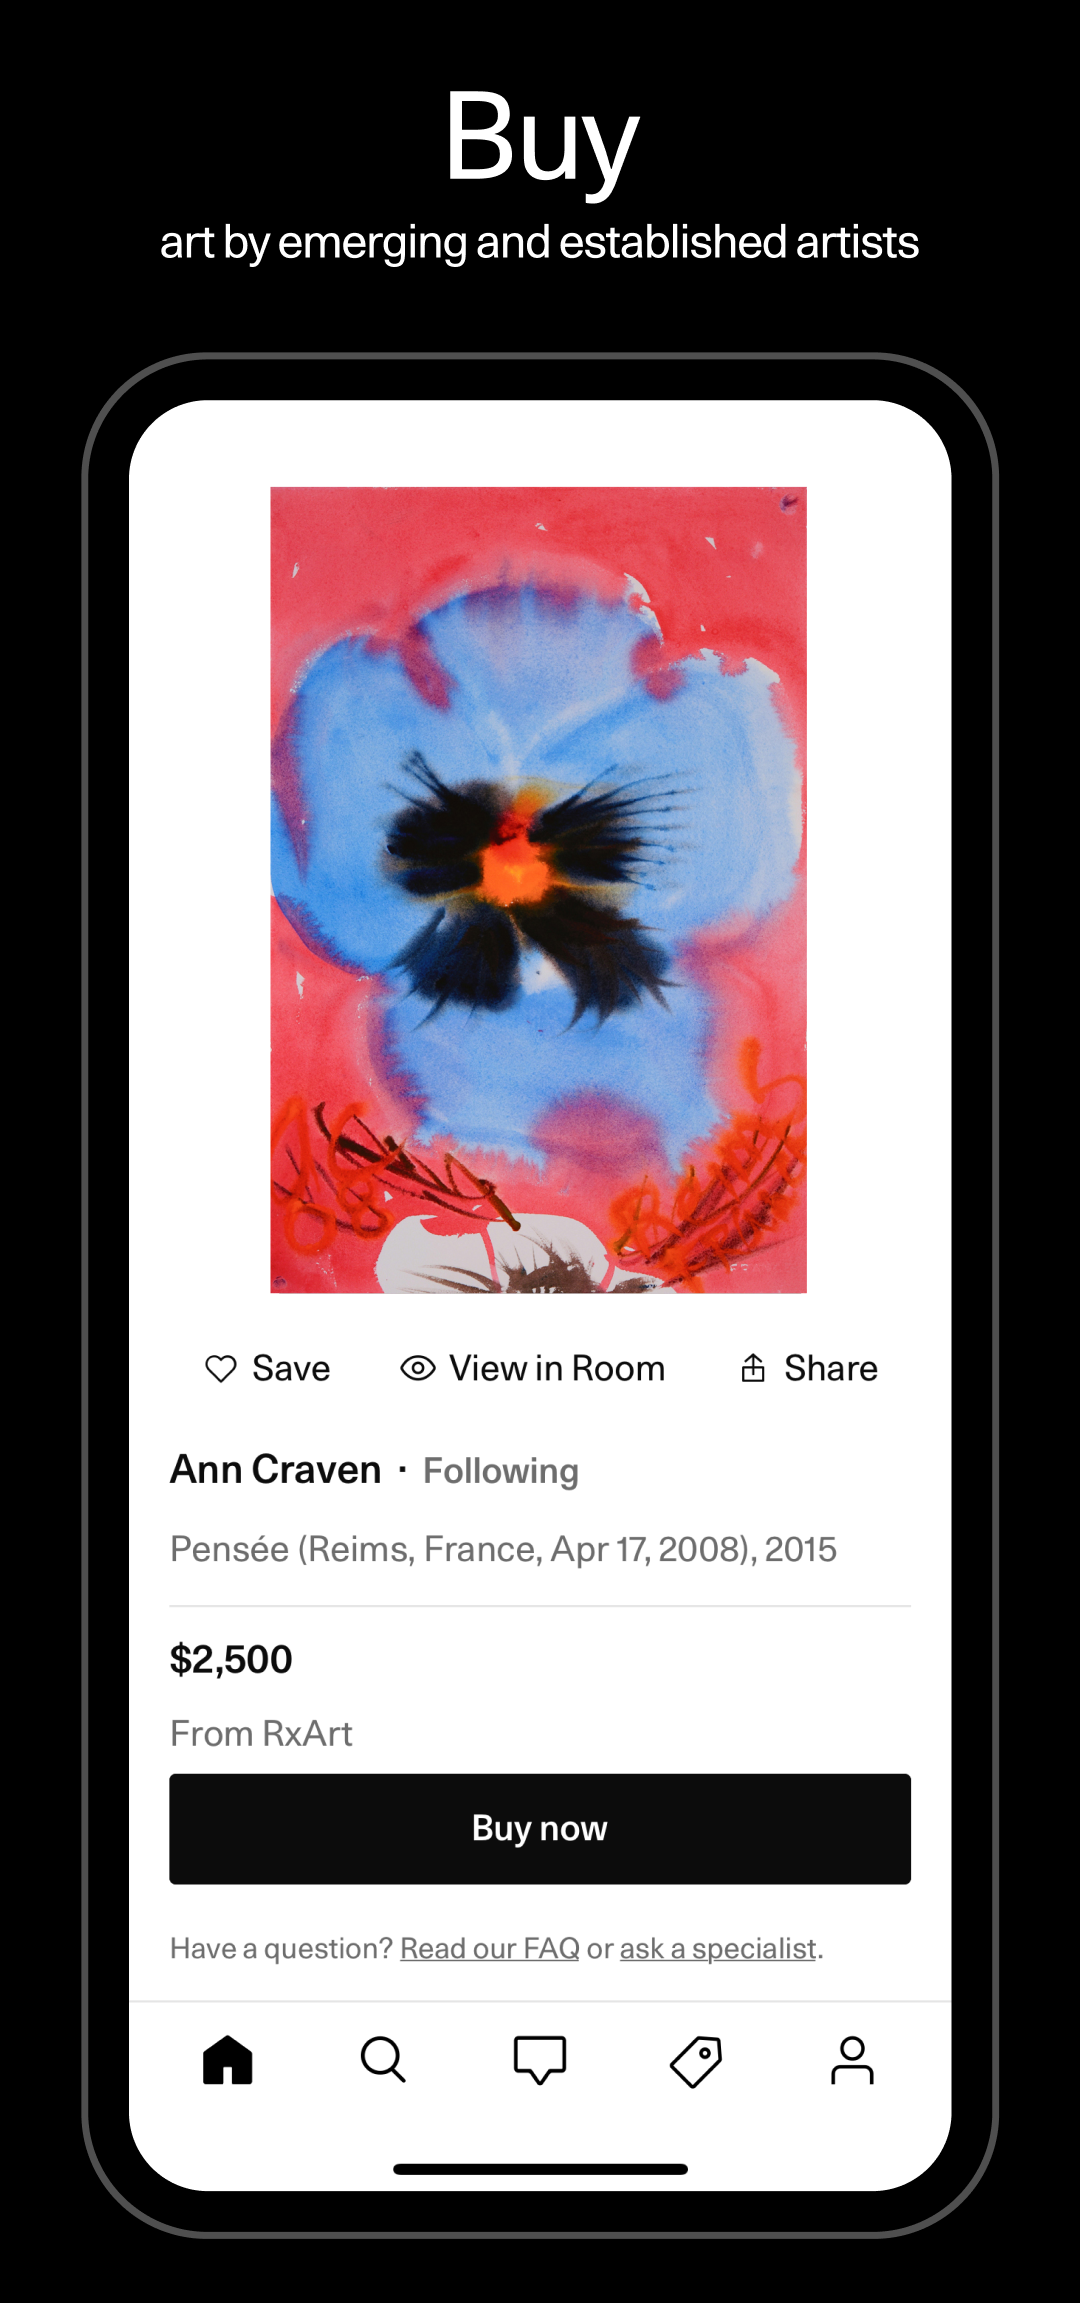 Buy
art by emerging and established artists
Save
View in Room
Share
Ann Craven · Following
Pensée (Reims, France, Apr 17, 2008), 2015
$2,500
From RxArt
Buy now
Have a question? Read our FAQ or ask a specialist.